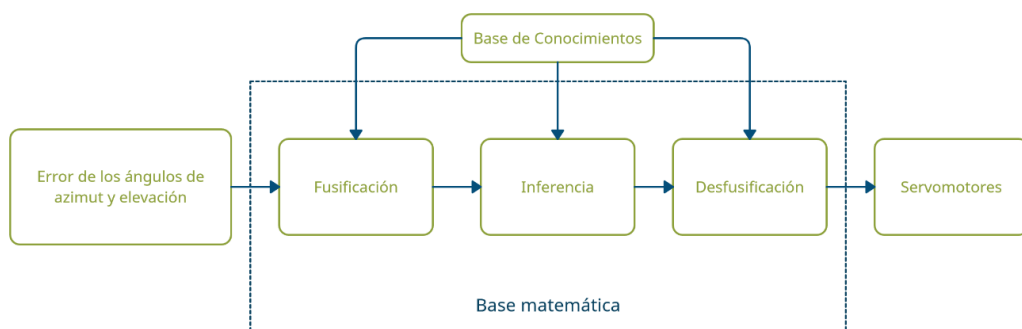 Base de Conocimientos
Error de los ángulos de
azimut y elevación
Fusificación
Inferencia
Desfusificación
Servomotores
Base matemática